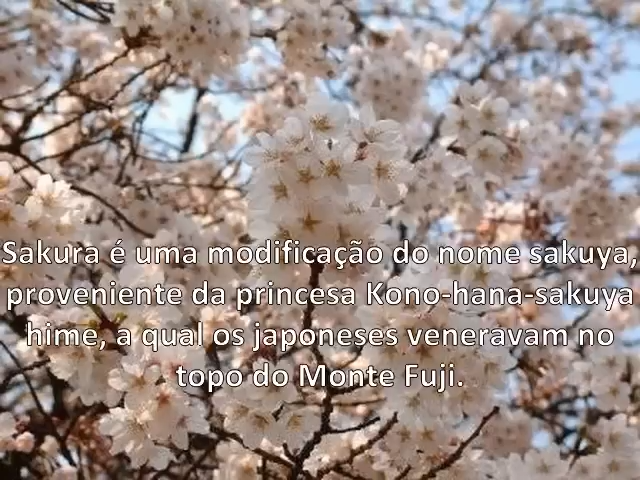 Sakura é uma modificação do nome sakuya,
proveniente da princesa Kono-hana-sakuya
hime, a qual os japoneses veneravam no
topo do Monte Fuji.